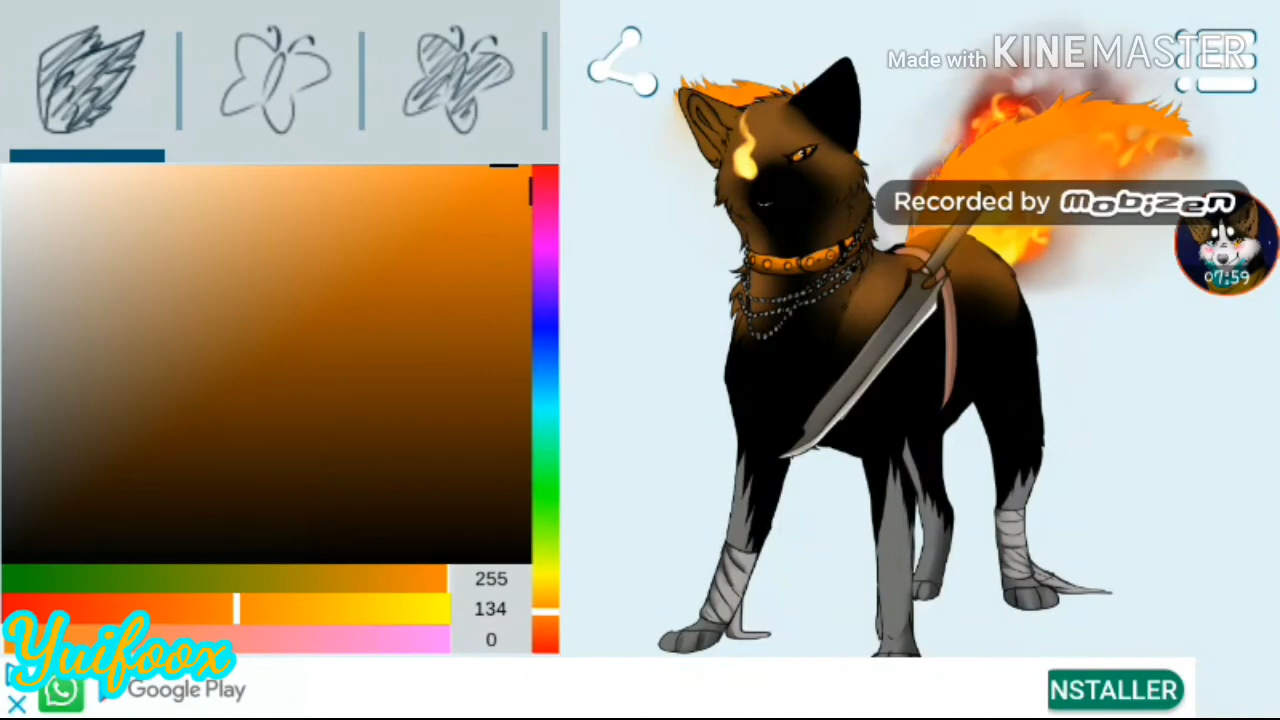 Made with KINEMASTER
Recorded by mobizen
07:59
255
134
0
Yuifoox
Google Play
NSTALLER